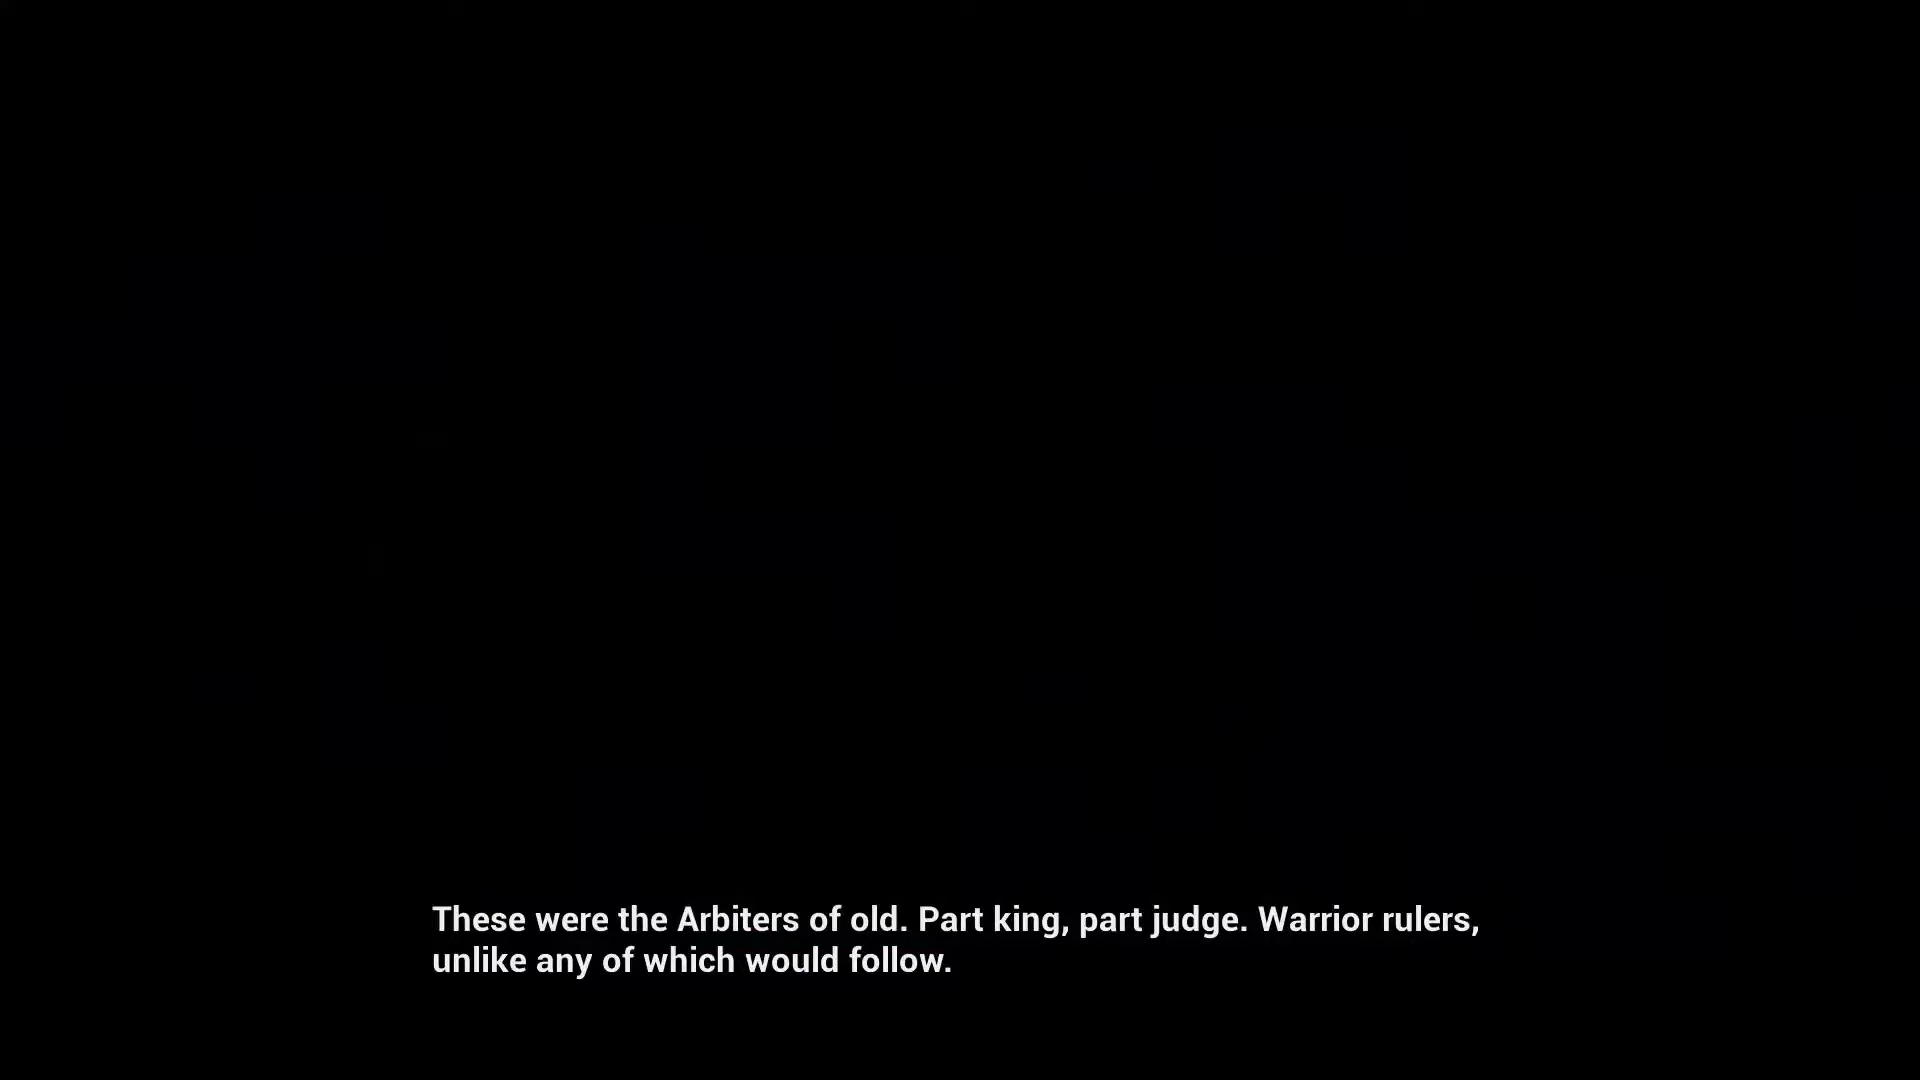 These were the Arbiters of old. Part king, part judge. Warrior rulers,
unlike any of which would follow.